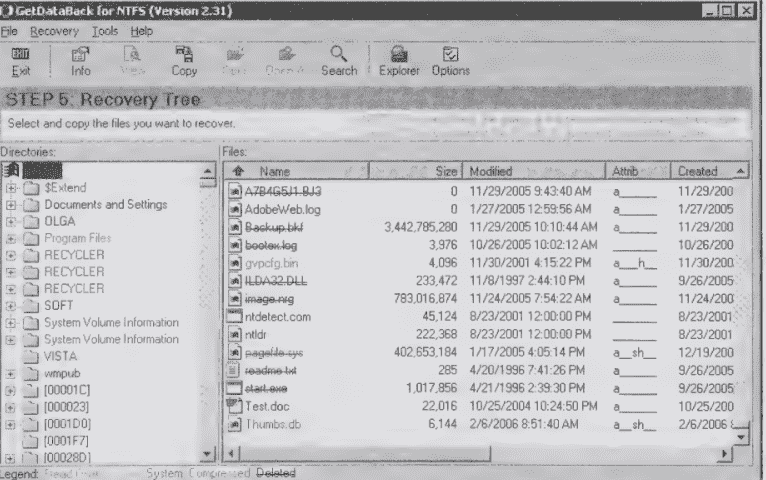 GetDataBack for NTFS (Version 2.31)
File Recovery Tools Help
Exit Info View Copy Open Search Explorer Options
STEP 5: Recovery Tree
Select and copy the files you want to recover.
Directories: Files:
Name Size Modified Attrib Created
$Extend
Documents and Settings
OLGA
Program Files
RECYCLER
RECYCLER
RECYCLER
SOFT
System Volume Information
System Volume Information
VISTA
wmpub
[00001C]
[000023]
[0001D0]
[0001F7]
[00028D]
A7B4G5J1.BJ3 0 11/29/2005 9:43:40 AM a_____ 11/29/200
AdobeWeb.log 0 1/27/2005 12:59:56 AM a_____ 1/27/2005
Backup.bkf 3,442,785,280 11/29/2005 10:10:44 AM a_____ 11/29/200
bootex.log 3,976 10/26/2005 10:02:12 AM ______ 10/26/200
gvpcfg.bin 4,096 11/30/2001 4:15:22 PM a__h_ 11/30/200
ILDA32.DLL 233,472 11/8/1997 2:44:10 PM a_____ 9/26/2005
image.nrg 783,016,874 11/24/2005 7:54:22 AM a_____ 11/24/200
ntdetect.com 45,124 8/23/2001 12:00:00 PM ______ 8/23/2001
ntldr 222,368 8/23/2001 12:00:00 PM ______ 8/23/2001
pagefile.sys 402,653,184 1/17/2005 4:05:14 PM a__sh__ 12/19/200
readme.txt 285 4/20/1996 7:41:26 PM a_____ 9/26/2005
start.exe 1,017,856 4/21/1996 2:39:30 PM a_____ 9/26/2005
Test.doc 22,016 10/25/2004 10:24:50 PM a_____ 10/25/200
Thumbs.db 6,144 2/6/2006 8:51:40 AM a__sh__ 2/6/2006
Legend: System Compressed Deleted